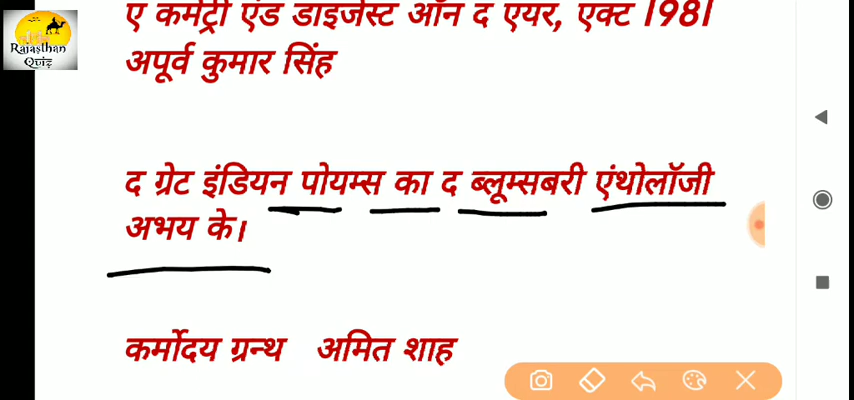 ए कमेंट्री एंड डाइजेस्ट ऑन द एयर, एक्ट 1981
Rajasthan
Quiz
अपूर्व कुमार सिंह
द ग्रेट इंडियन पोयम्स का द ब्लूम्सबरी एंथोलॉजी
अभय के।
कर्मोदय ग्रन्थ अमित शाह